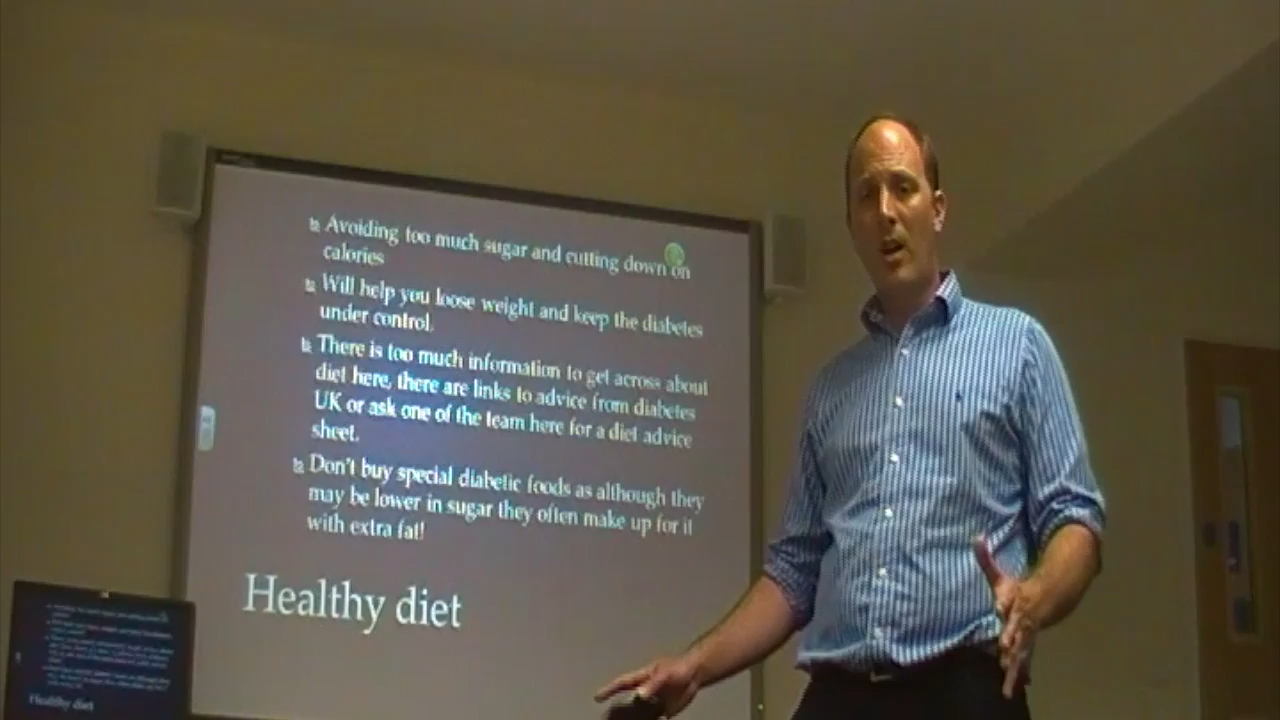 Avoiding too much sugar and cutting down on
calories
Will help you loose weight and keep the diabetes
under control.
There is too much information to get across about
diet here, there are links to advice from diabetes
UK or ask one of the team here for a diet advice
sheet.
Don't buy special diabetic foods as although they
may be lower in sugar they often make up for it
with extra fat!
Healthy diet
Healthy diet